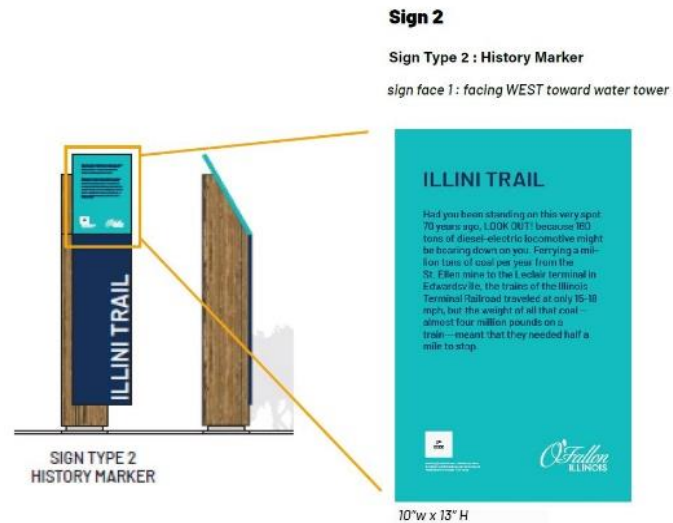 Sign 2
Sign Type 2 : History Marker
sign face 1 : facing WEST toward water tower
ILLINI TRAIL
Had you been standing on this very spot
70 years ago, LOOK OUT! because 160
tons of diesel-electric locomotive might
be bearing down on you. Ferrying a mil-
lion tons of coal per year from the
St. Ellen mine to the Leclair terminal in
Edwardsville, the trains of the Illinois
Terminal Railroad traveled at only 15-18
mph, but the weight of all that coal—
almost four million pounds on a
train—meant that they needed half a
mile to stop.
O'Fallon
ILLINOIS
10"w x 13" H
ILLINI TRAIL
SIGN TYPE 2
HISTORY MARKER